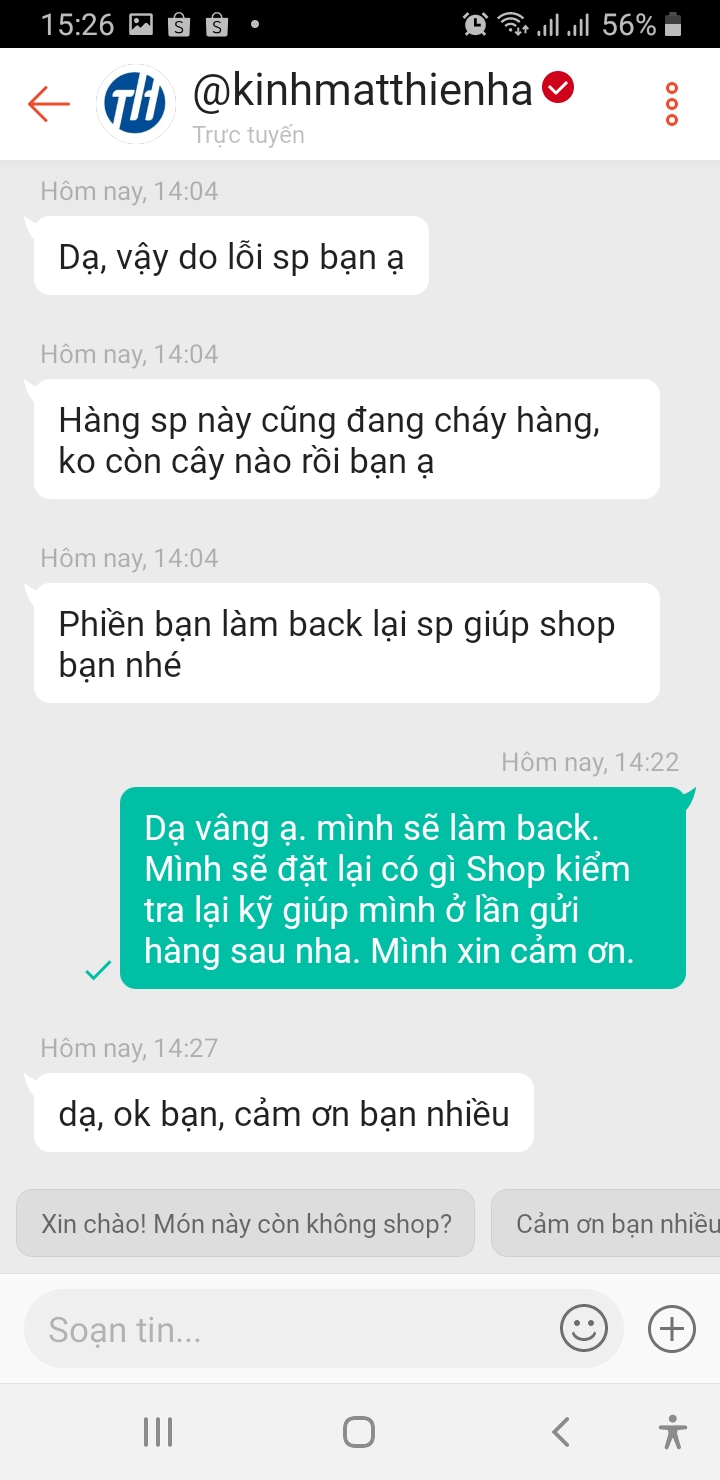 15:26
56%
TH
@kinhmatthienha
Trực tuyến
Hôm nay, 14:04
Dạ, vậy do lỗi sp bạn ạ
Hôm nay, 14:04
Hàng sp này cũng đang cháy hàng,
ko còn cây nào rồi bạn ạ
Hôm nay, 14:04
Phiền bạn làm back lại sp giúp shop
bạn nhé
Hôm nay, 14:22
Dạ vâng ạ. mình sẽ làm back.
Mình sẽ đặt lại có gì Shop kiểm
tra lại kỹ giúp mình ở lần gửi
hàng sau nha. Mình xin cảm ơn.
Hôm nay, 14:27
dạ, ok bạn, cảm ơn bạn nhiều
Xin chào! Món này còn không shop?
Cảm ơn bạn nhiều
Soạn tin...